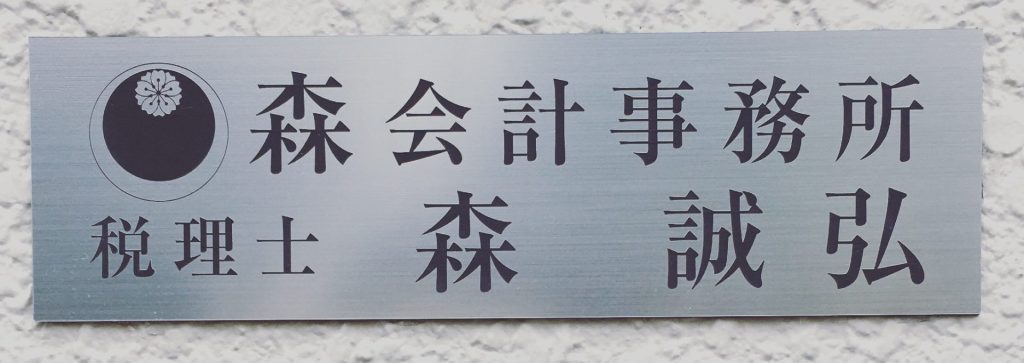 森会計事務所
税理士 森 誠弘